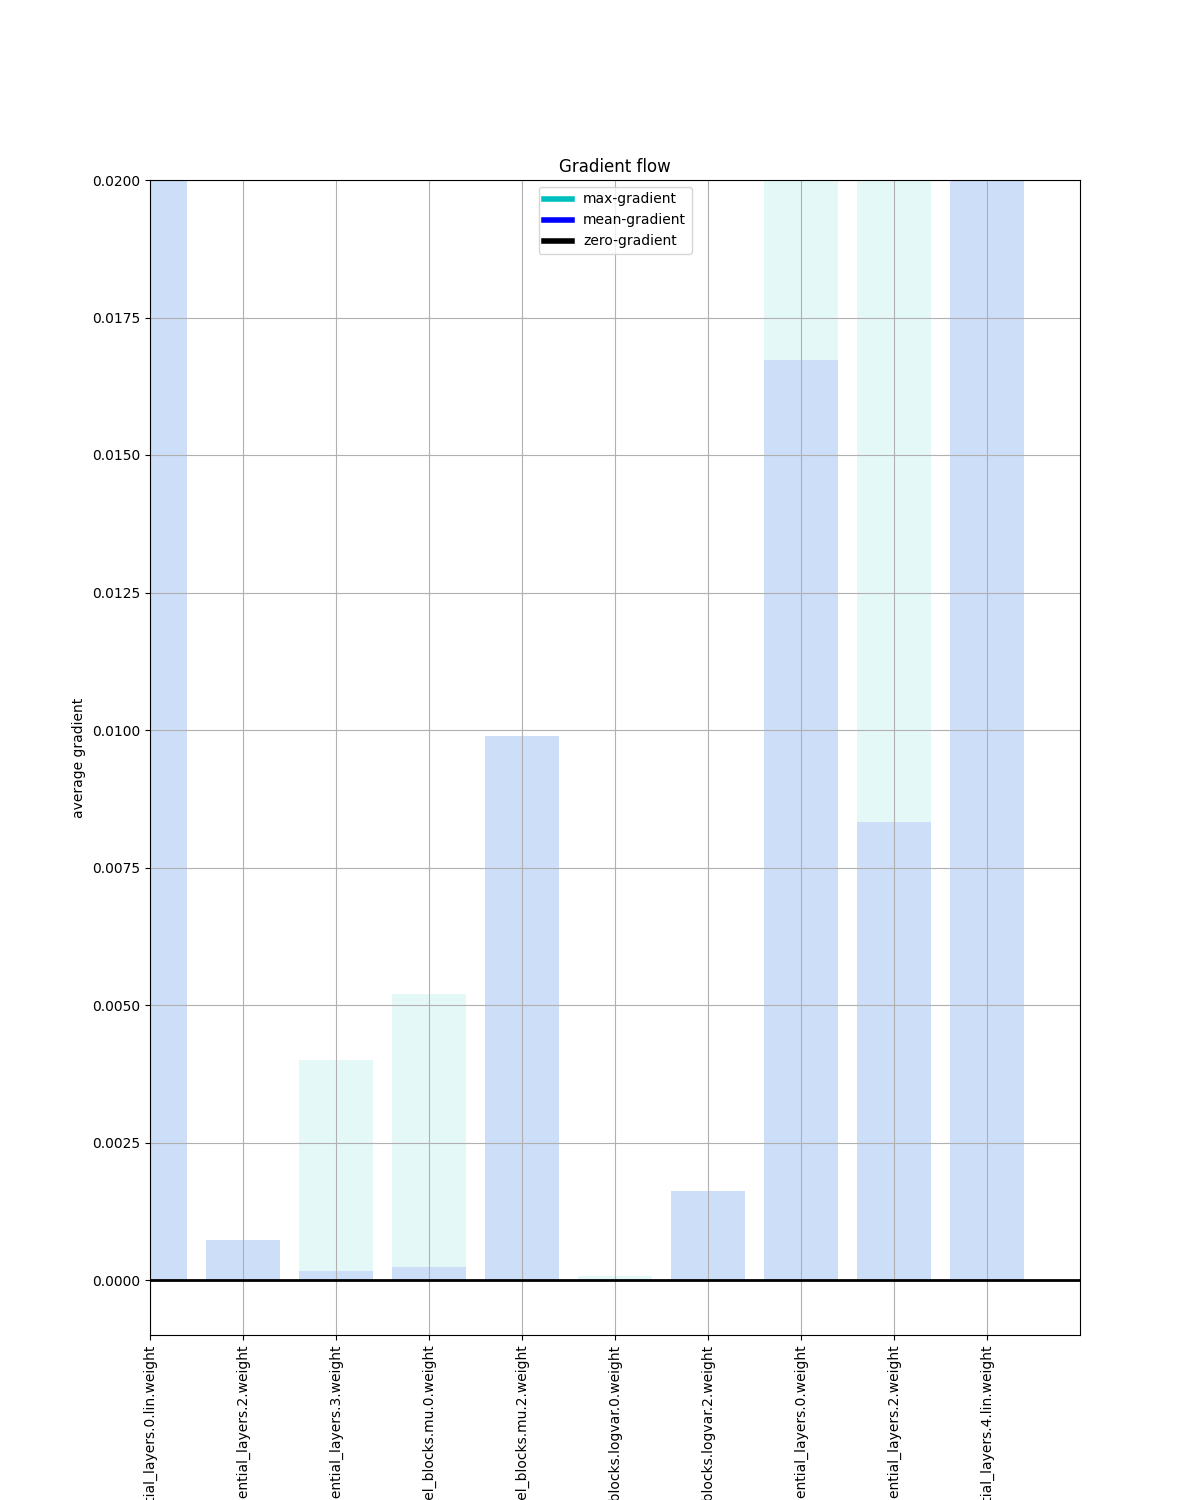 Gradient flow
max-gradient
mean-gradient
zero-gradient
0.0200
0.0175
0.0150
0.0125
0.0100
0.0075
0.0050
0.0025
0.0000
average gradient
tial_layers.0.lin.weight
ential_layers.2.weight
ential_layers.3.weight
el_blocks.mu.0.weight
el_blocks.mu.2.weight
blocks.logvar.0.weight
blocks.logvar.2.weight
ential_layers.0.weight
ential_layers.2.weight
tial_layers.4.lin.weight